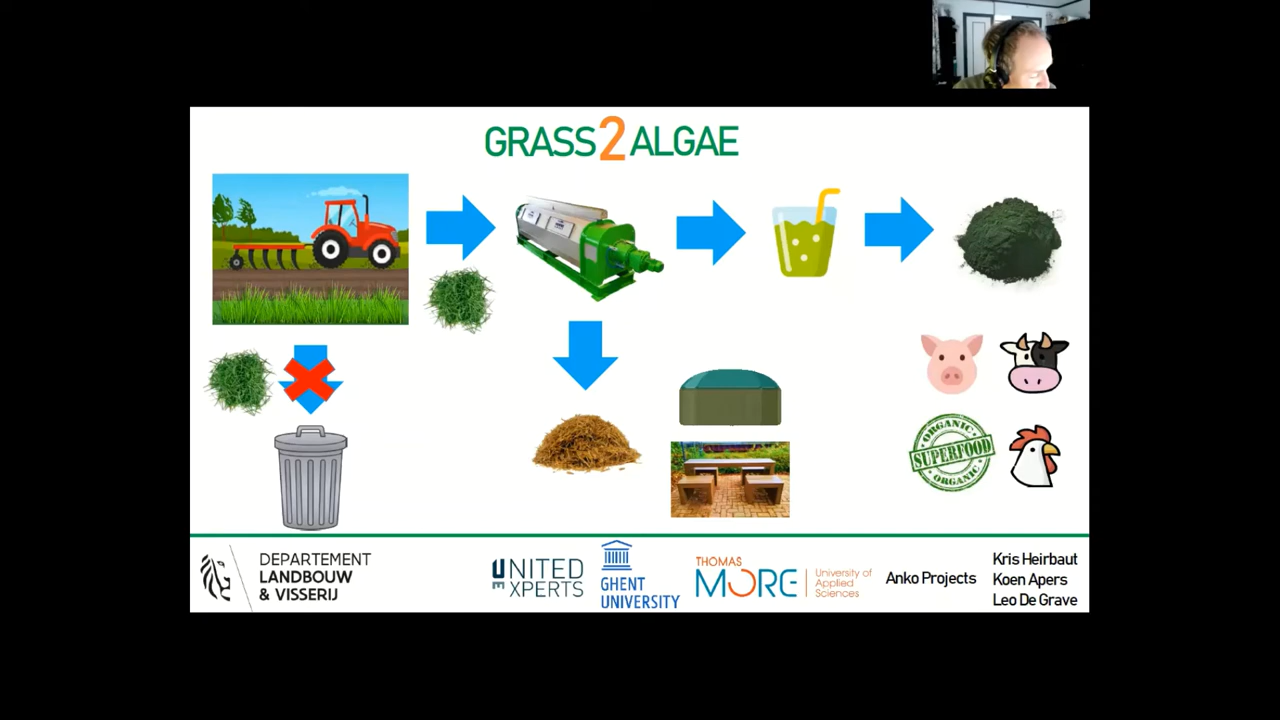 GRASS2ALGAE
ORGANIC
SUPERFOOD
ORGANIC
DEPARTEMENT
LANDBOUW
& VISSERIJ
UNITED
EXPERTS
GHENT
UNIVERSITY
THOMAS
MORE
University of
Applied
Sciences
Anko Projects
Kris Heirbaut
Koen Apers
Leo De Grave